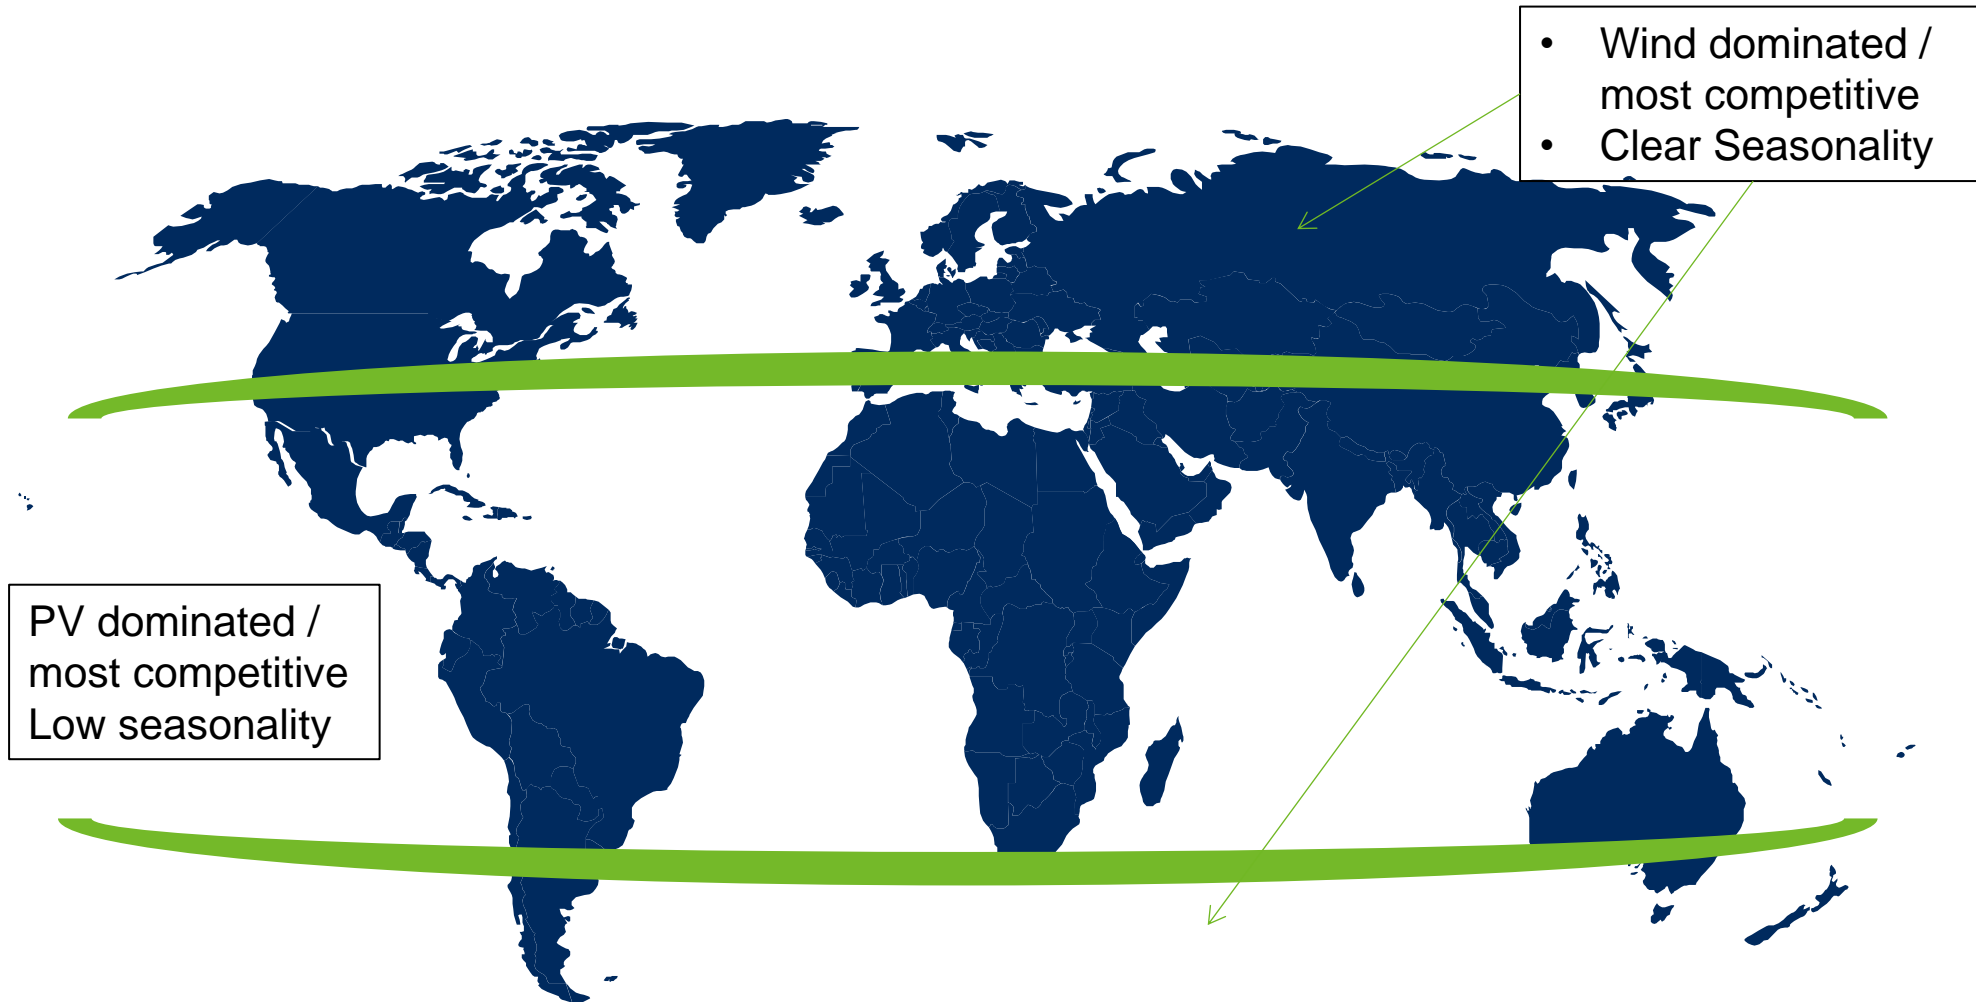 • Wind dominated /
most competitive
• Clear Seasonality
PV dominated /
most competitive
Low seasonality